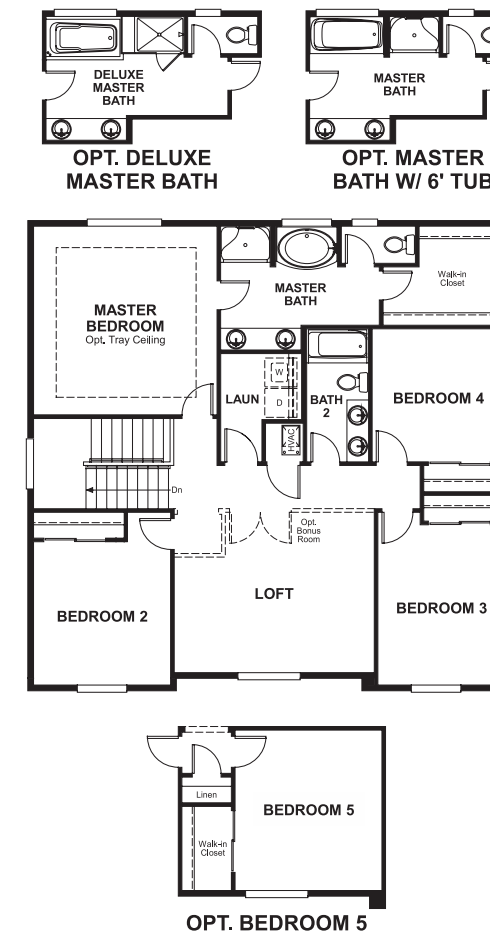 DELUXE
MASTER
BATH
OPT. DELUXE
MASTER BATH
MASTER
BATH
OPT. MASTER
BATH W/ 6' TUB
MASTER
BEDROOM
Opt. Tray Ceiling
MASTER
BATH
Walk-in
Closet
LAUN
W
D
BATH
2
BEDROOM 4
HVAC
Dn
Opt.
Bonus
Room
LOFT
BEDROOM 2
BEDROOM 3
Linen
Walk-in
Closet
BEDROOM 5
OPT. BEDROOM 5